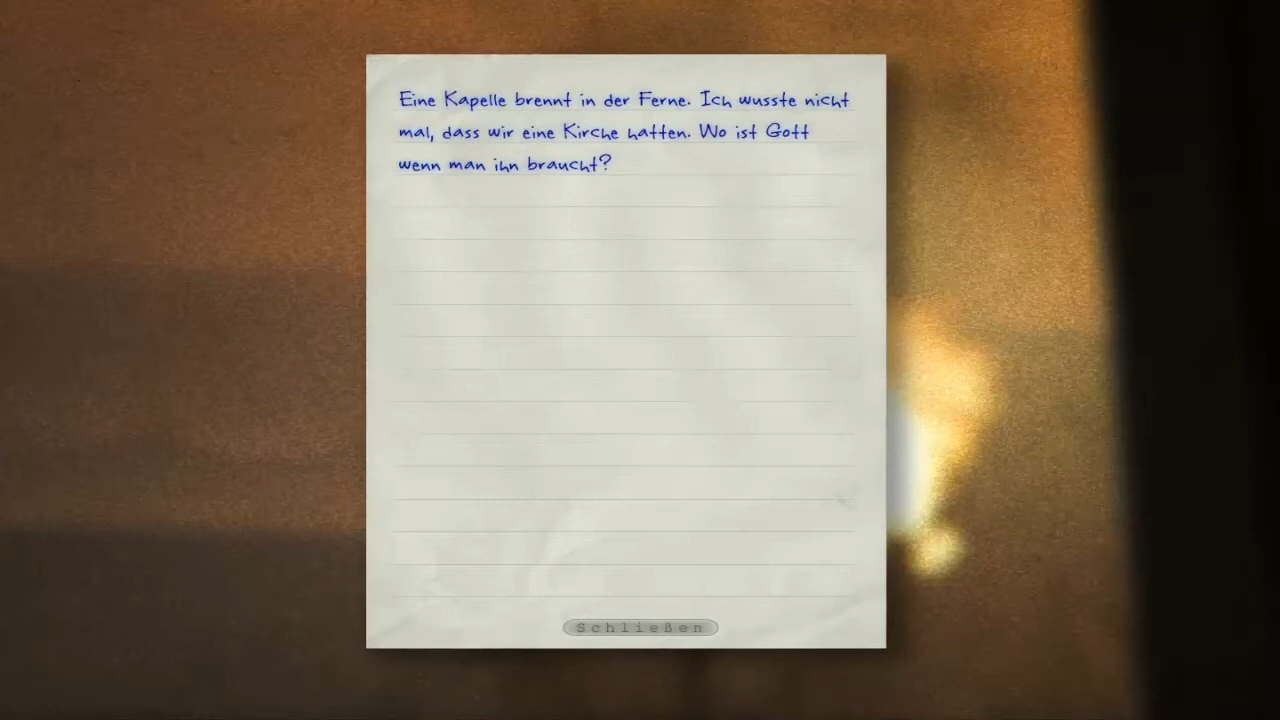 Eine Kapelle brennt in der Ferne. Ich wusste nicht
mal, dass wir eine Kirche hatten. Wo ist Gott
wenn man ihn braucht?
Schließen